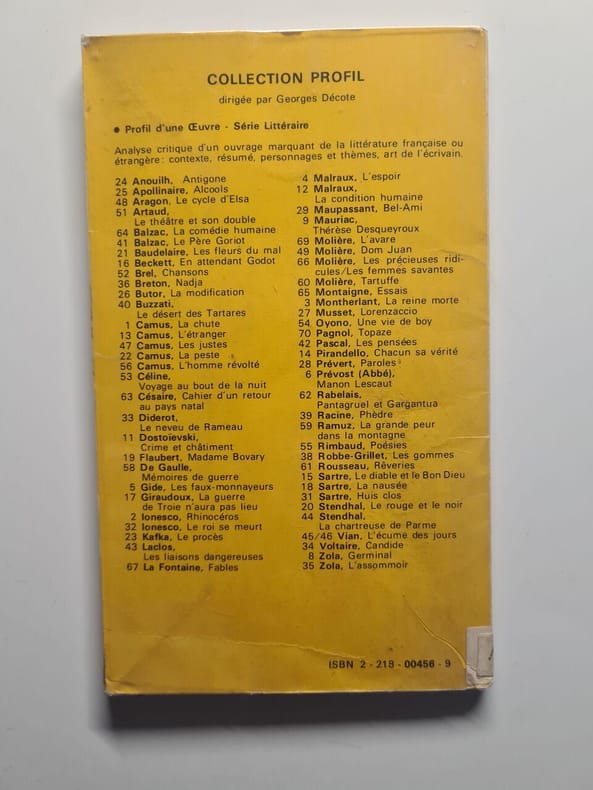 COLLECTION PROFIL
dirigée par Georges Décote
● Profil d'une Œuvre - Série Littéraire
Analyse critique d'un ouvrage marquant de la littérature française ou
étrangère : contexte, résumé, personnages et thèmes, art de l'écrivain.
24 Anouilh, Antigone
25 Apollinaire, Alcools
48 Aragon, Le cycle d'Elsa
51 Artaud,
Le théâtre et son double
64 Balzac, La comédie humaine
41 Balzac, Le Père Goriot
21 Baudelaire, Les fleurs du mal
16 Beckett, En attendant Godot
52 Brel, Chansons
36 Breton, Nadja
26 Butor, La modification
40 Buzzati,
Le désert des Tartares
1 Camus, La chute
13 Camus, L'étranger
47 Camus, Les justes
22 Camus, La peste
56 Camus, L'homme révolté
53 Céline,
Voyage au bout de la nuit
63 Césaire, Cahier d'un retour
au pays natal
33 Diderot,
Le neveu de Rameau
11 Dostoïevski,
Crime et châtiment
19 Flaubert, Madame Bovary
58 De Gaulle,
Mémoires de guerre
5 Gide, Les faux-monnayeurs
17 Giraudoux, La guerre
de Troie n'aura pas lieu
2 Ionesco, Rhinocéros
32 Ionesco, Le roi se meurt
23 Kafka, Le procès
43 Laclos,
Les liaisons dangereuses
67 La Fontaine, Fables
4 Malraux, L'espoir
12 Malraux,
La condition humaine
29 Maupassant, Bel-Ami
9 Mauriac,
Thérèse Desqueyroux
69 Molière, L'avare
49 Molière, Dom Juan
66 Molière, Les précieuses ridi-
cules/Les femmes savantes
60 Molière, Tartuffe
65 Montaigne, Essais
3 Montherlant, La reine morte
27 Musset, Lorenzaccio
54 Oyono, Une vie de boy
70 Pagnol, Topaze
42 Pascal, Les pensées
14 Pirandello, Chacun sa vérité
28 Prévert, Paroles
6 Prévost (Abbé),
Manon Lescaut
62 Rabelais,
Pantagruel et Gargantua
39 Racine, Phèdre
59 Ramuz, La grande peur
dans la montagne
55 Rimbaud, Poésies
38 Robbe-Grillet, Les gommes
61 Rousseau, Rêveries
15 Sartre, Le diable et le Bon Dieu
18 Sartre, La nausée
31 Sartre, Huis clos
20 Stendhal, Le rouge et le noir
44 Stendhal,
La chartreuse de Parme
45/46 Vian, L'écume des jours
34 Voltaire, Candide
8 Zola, Germinal
35 Zola, L'assommoir
ISBN 2 - 218 - 00456 - 9